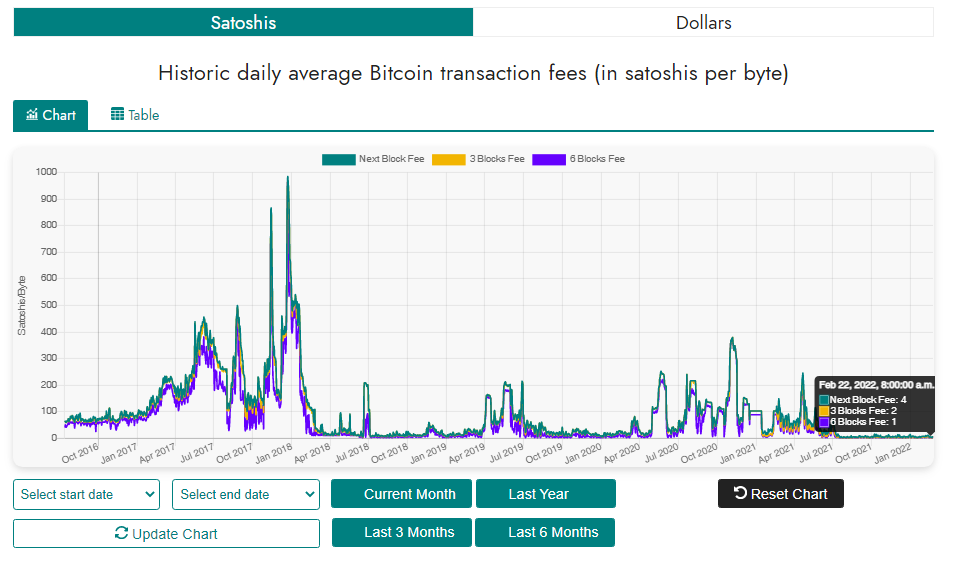 Satoshis Dollars
Historic daily average Bitcoin transaction fees (in satoshis per byte)
Chart Table
Next Block Fee 3 Blocks Fee 6 Blocks Fee
1000
900
800
700
600
500
400
300
200
100
0
Satoshis/Byte
Feb 22, 2022, 8:00:00 a.m.
Next Block Fee: 4
3 Blocks Fee: 2
6 Blocks Fee: 1
Oct 2016 Jan 2017 Apr 2017 Jul 2017 Oct 2017 Jan 2018 Apr 2018 Jul 2018 Oct 2018 Jan 2019 Apr 2019 Jul 2019 Oct 2019 Jan 2020 Apr 2020 Jul 2020 Oct 2020 Jan 2021 Apr 2021 Jul 2021 Oct 2021 Jan 2022
Select start date Select end date Current Month Last Year Reset Chart
Update Chart Last 3 Months Last 6 Months